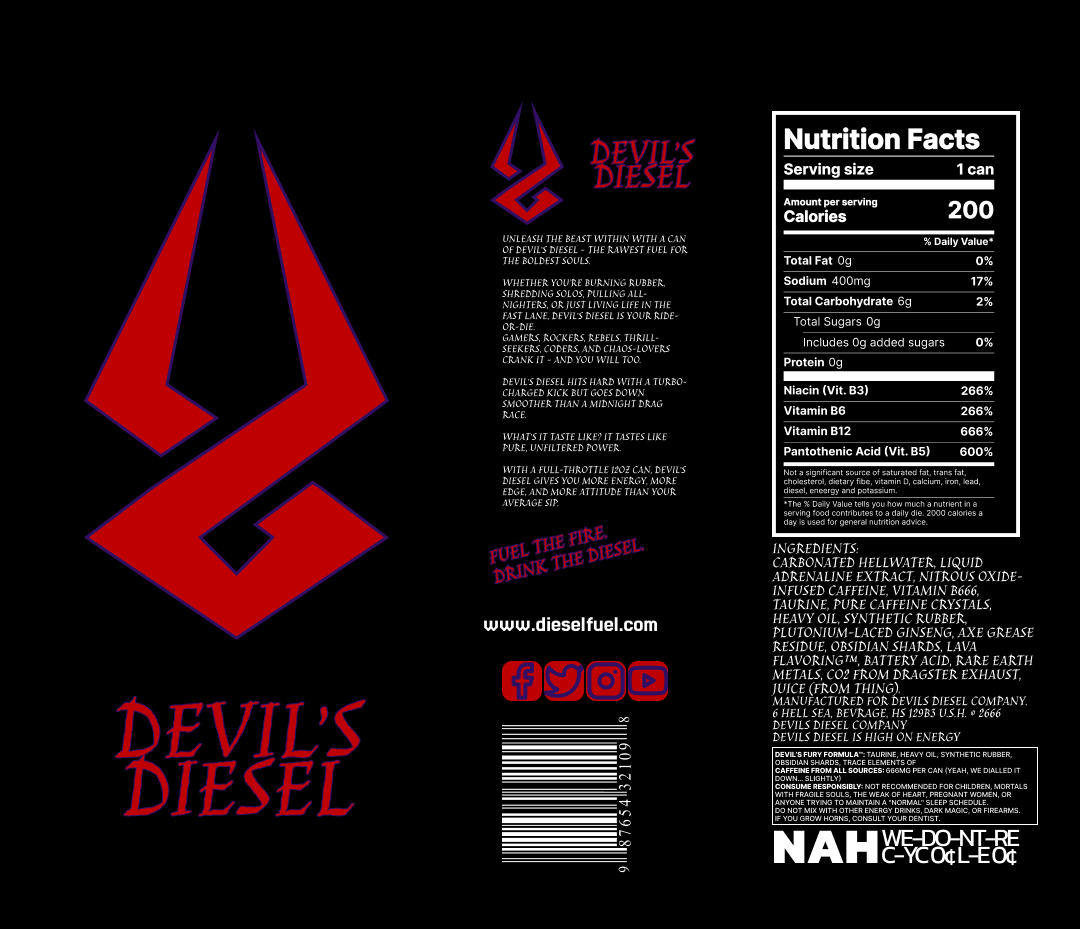 DEVIL'S
DIESEL
DEVIL'S
DIESEL
UNLEASH THE BEAST WITHIN WITH A CAN
OF DEVIL'S DIESEL - THE RAWEST FUEL FOR
THE BOLDEST SOULS.
WHETHER YOU'RE BURNING RUBBER,
SHREDDING SOLOS, PULLING ALL-
NIGHTERS, OR JUST LIVING LIFE IN THE
FAST LANE, DEVIL'S DIESEL IS YOUR RIDE-
OR-DIE.
GAMERS, ROCKERS, REBELS, THRILL-
SEEKERS, CODERS, AND CHAOS-LOVERS
CRANK IT - AND YOU WILL TOO.
DEVIL'S DIESEL HITS HARD WITH A TURBO-
CHARGED KICK BUT GOES DOWN
SMOOTHER THAN A MIDNIGHT DRAG
RACE.
WHAT'S IT TASTE LIKE? IT TASTES LIKE
PURE, UNFILTERED POWER.
WITH A FULL-THROTTLE 12OZ CAN, DEVIL'S
DIESEL GIVES YOU MORE ENERGY, MORE
EDGE, AND MORE ATTITUDE THAN YOUR
AVERAGE SIP.
FUEL THE FIRE.
DRINK THE DIESEL.
www.dieselfuel.com
9 87654 32109 8
Nutrition Facts
Serving size 1 can
Amount per serving
Calories 200
% Daily Value*
Total Fat 0g 0%
Sodium 400mg 17%
Total Carbohydrate 6g 2%
Total Sugars 0g
Includes 0g added sugars 0%
Protein 0g
Niacin (Vit. B3) 266%
Vitamin B6 266%
Vitamin B12 666%
Pantothenic Acid (Vit. B5) 600%
Not a significant source of saturated fat, trans fat,
cholesterol, dietary fibe, vitamin D, calcium, iron, lead,
diesel, energy and potassium.
*The % Daily Value tells you how much a nutrient in a
serving food contributes to a daily die. 2000 calories a
day is used for general nutrition advice.
INGREDIENTS:
CARBONATED HELLWATER, LIQUID
ADRENALINE EXTRACT, NITROUS OXIDE-
INFUSED CAFFEINE, VITAMIN B666,
TAURINE, PURE CAFFEINE CRYSTALS,
HEAVY OIL, SYNTHETIC RUBBER,
PLUTONIUM-LACED GINSENG, AXE GREASE
RESIDUE, OBSIDIAN SHARDS, LAVA
FLAVORING™, BATTERY ACID, RARE EARTH
METALS, CO2 FROM DRAGSTER EXHAUST,
JUICE (FROM THING).
MANUFACTURED FOR DEVILS DIESEL COMPANY.
6 HELL SEA, BEVRAGE, HS 129B3 U.S.H. © 2666
DEVILS DIESEL COMPANY
DEVILS DIESEL IS HIGH ON ENERGY
DEVIL'S FURY FORMULA™: TAURINE, HEAVY OIL, SYNTHETIC RUBBER,
OBSIDIAN SHARDS, TRACE ELEMENTS OF
CAFFEINE FROM ALL SOURCES: 666MG PER CAN (YEAH, WE DIALLED IT
DOWN... SLIGHTLY)
CONSUME RESPONSIBLY: NOT RECOMMENDED FOR CHILDREN, MORTALS
WITH FRAGILE SOULS, THE WEAK OF HEART, PREGNANT WOMEN, OR
ANYONE TRYING TO MAINTAIN A "NORMAL" SLEEP SCHEDULE.
DO NOT MIX WITH OTHER ENERGY DRINKS, DARK MAGIC, OR FIREARMS.
IF YOU GROW HORNS, CONSULT YOUR DENTIST.
NAH WE-DO-NT-RE
C-YCO¢L-EO¢